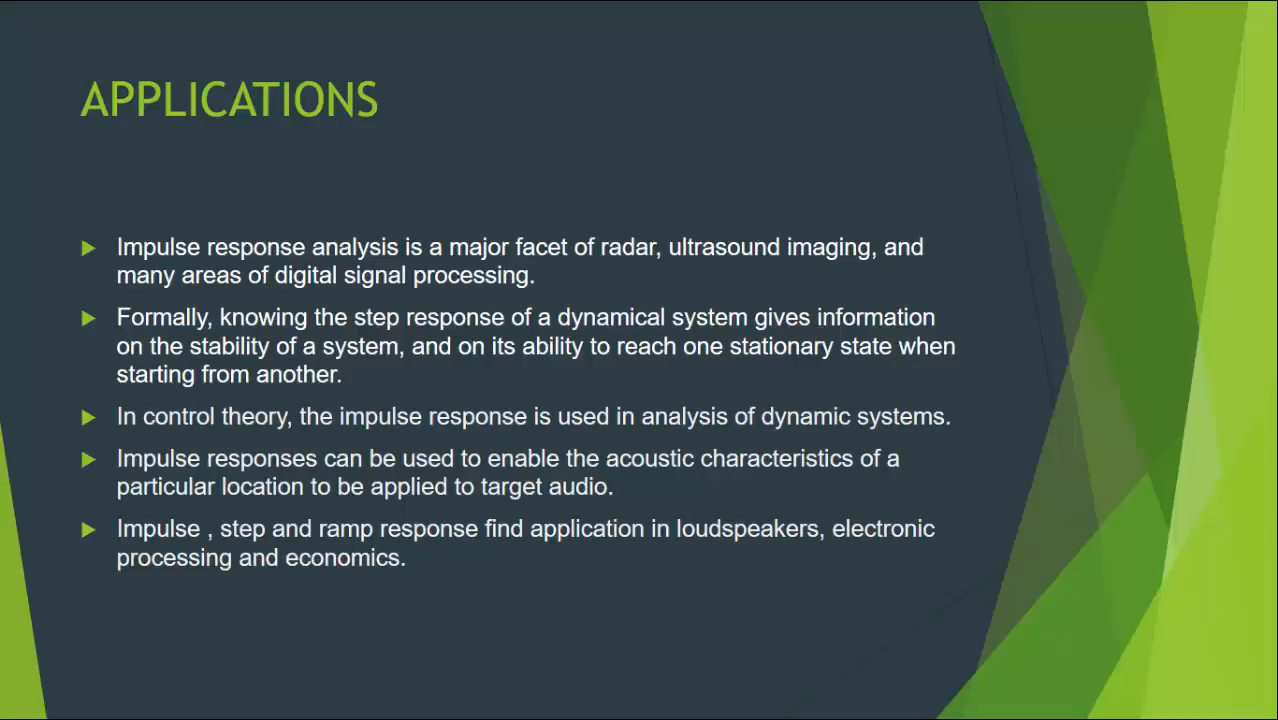 APPLICATIONS
Impulse response analysis is a major facet of radar, ultrasound imaging, and
many areas of digital signal processing.
Formally, knowing the step response of a dynamical system gives information
on the stability of a system, and on its ability to reach one stationary state when
starting from another.
In control theory, the impulse response is used in analysis of dynamic systems.
Impulse responses can be used to enable the acoustic characteristics of a
particular location to be applied to target audio.
Impulse , step and ramp response find application in loudspeakers, electronic
processing and economics.